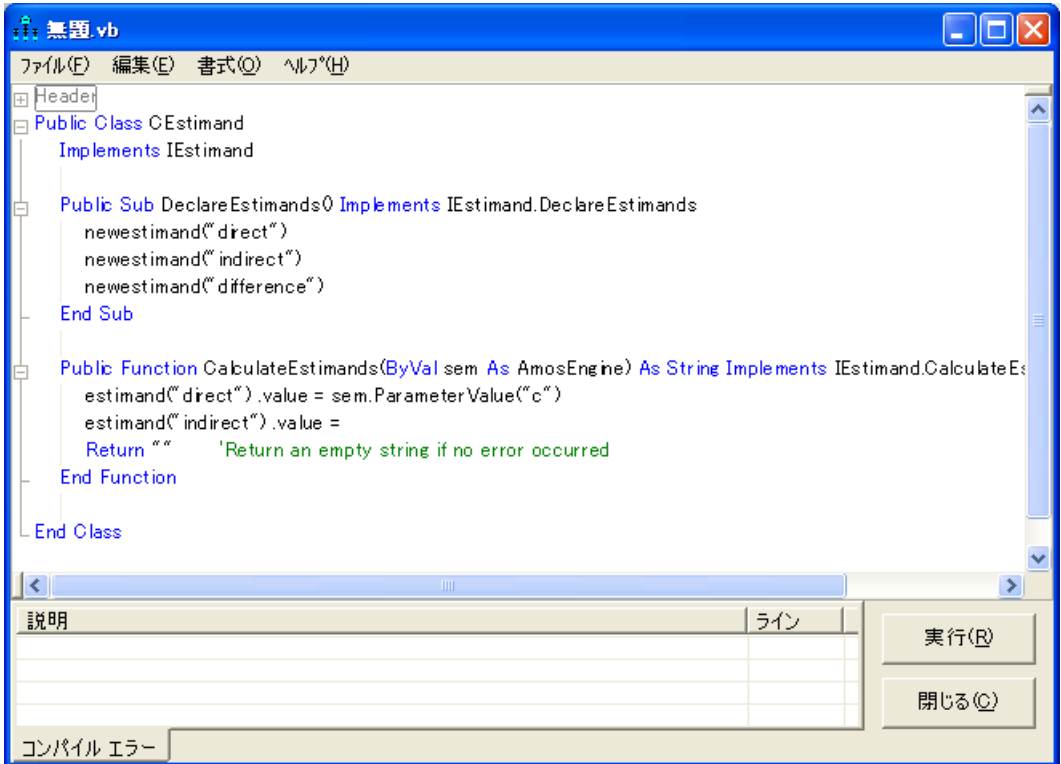 無題.vb
ファイル(F) 編集(E) 書式(O) ヘルプ(H)
Header
Public Class CEstimand
Implements IEstimand
Public Sub DeclareEstimands() Implements IEstimand.DeclareEstimands
newestimand("direct")
newestimand("indirect")
newestimand("difference")
End Sub
Public Function CalculateEstimands(ByVal sem As AmosEngine) As String Implements IEstimand.CalculateEs
estimand("direct").value = sem.ParameterValue("c")
estimand("indirect").value =
Return "" 'Return an empty string if no error occurred
End Function
End Class
説明 ライン
実行(R)
閉じる(C)
コンパイル エラー